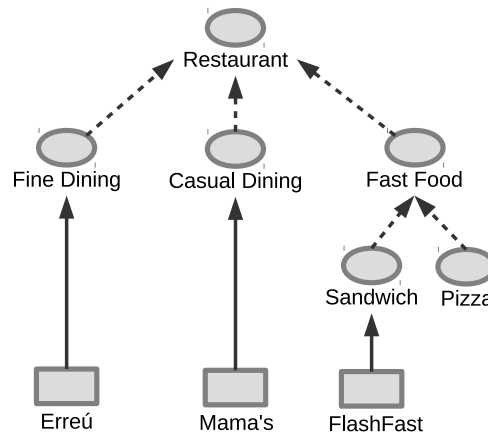 Restaurant
Fine Dining
Casual Dining
Fast Food
Sandwich
Pizza
Erreú
Mama's
FlashFast